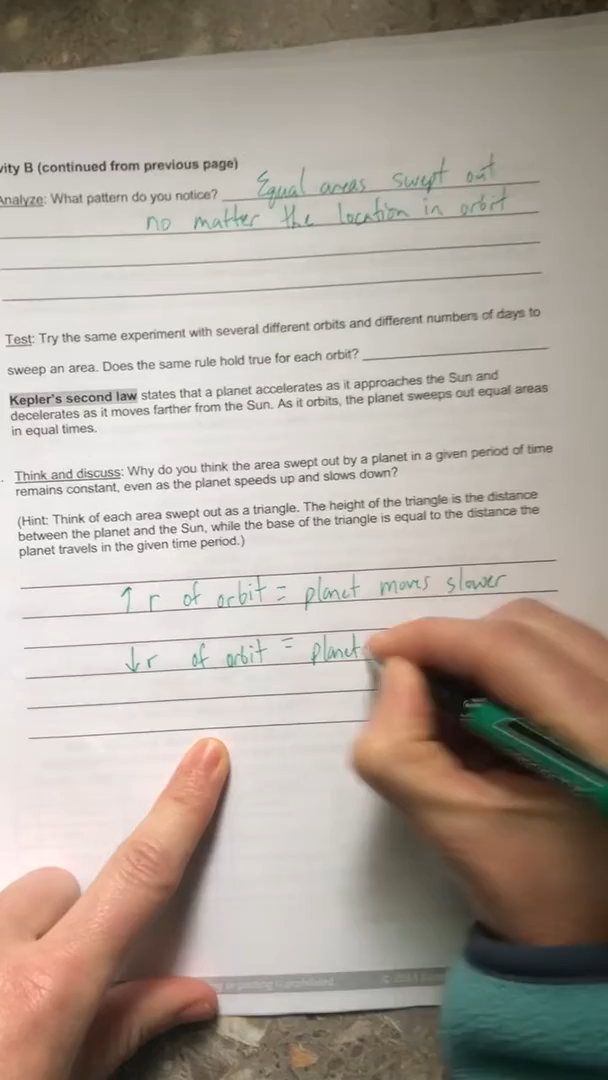 vity B (continued from previous page)
Analyze: What pattern do you notice? Equal areas swept out
no matter the location in orbit
Test: Try the same experiment with several different orbits and different numbers of days to
sweep an area. Does the same rule hold true for each orbit?
Kepler's second law states that a planet accelerates as it approaches the Sun and
decelerates as it moves farther from the Sun. As it orbits, the planet sweeps out equal areas
in equal times.
Think and discuss: Why do you think the area swept out by a planet in a given period of time
remains constant, even as the planet speeds up and slows down?
(Hint: Think of each area swept out as a triangle. The height of the triangle is the distance
between the planet and the Sun, while the base of the triangle is equal to the distance the
planet travels in the given time period.)
↑ r of orbit = planet moves slower
↓r of orbit = planet